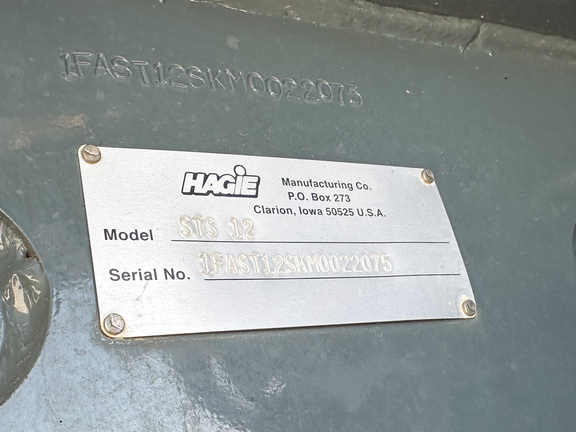 1FAST12SKM0022075
HAGIE Manufacturing Co.
P.O. Box 273
Clarion, Iowa 50525 U.S.A.
Model STS 12
Serial No. 1FAST12SKM0022075